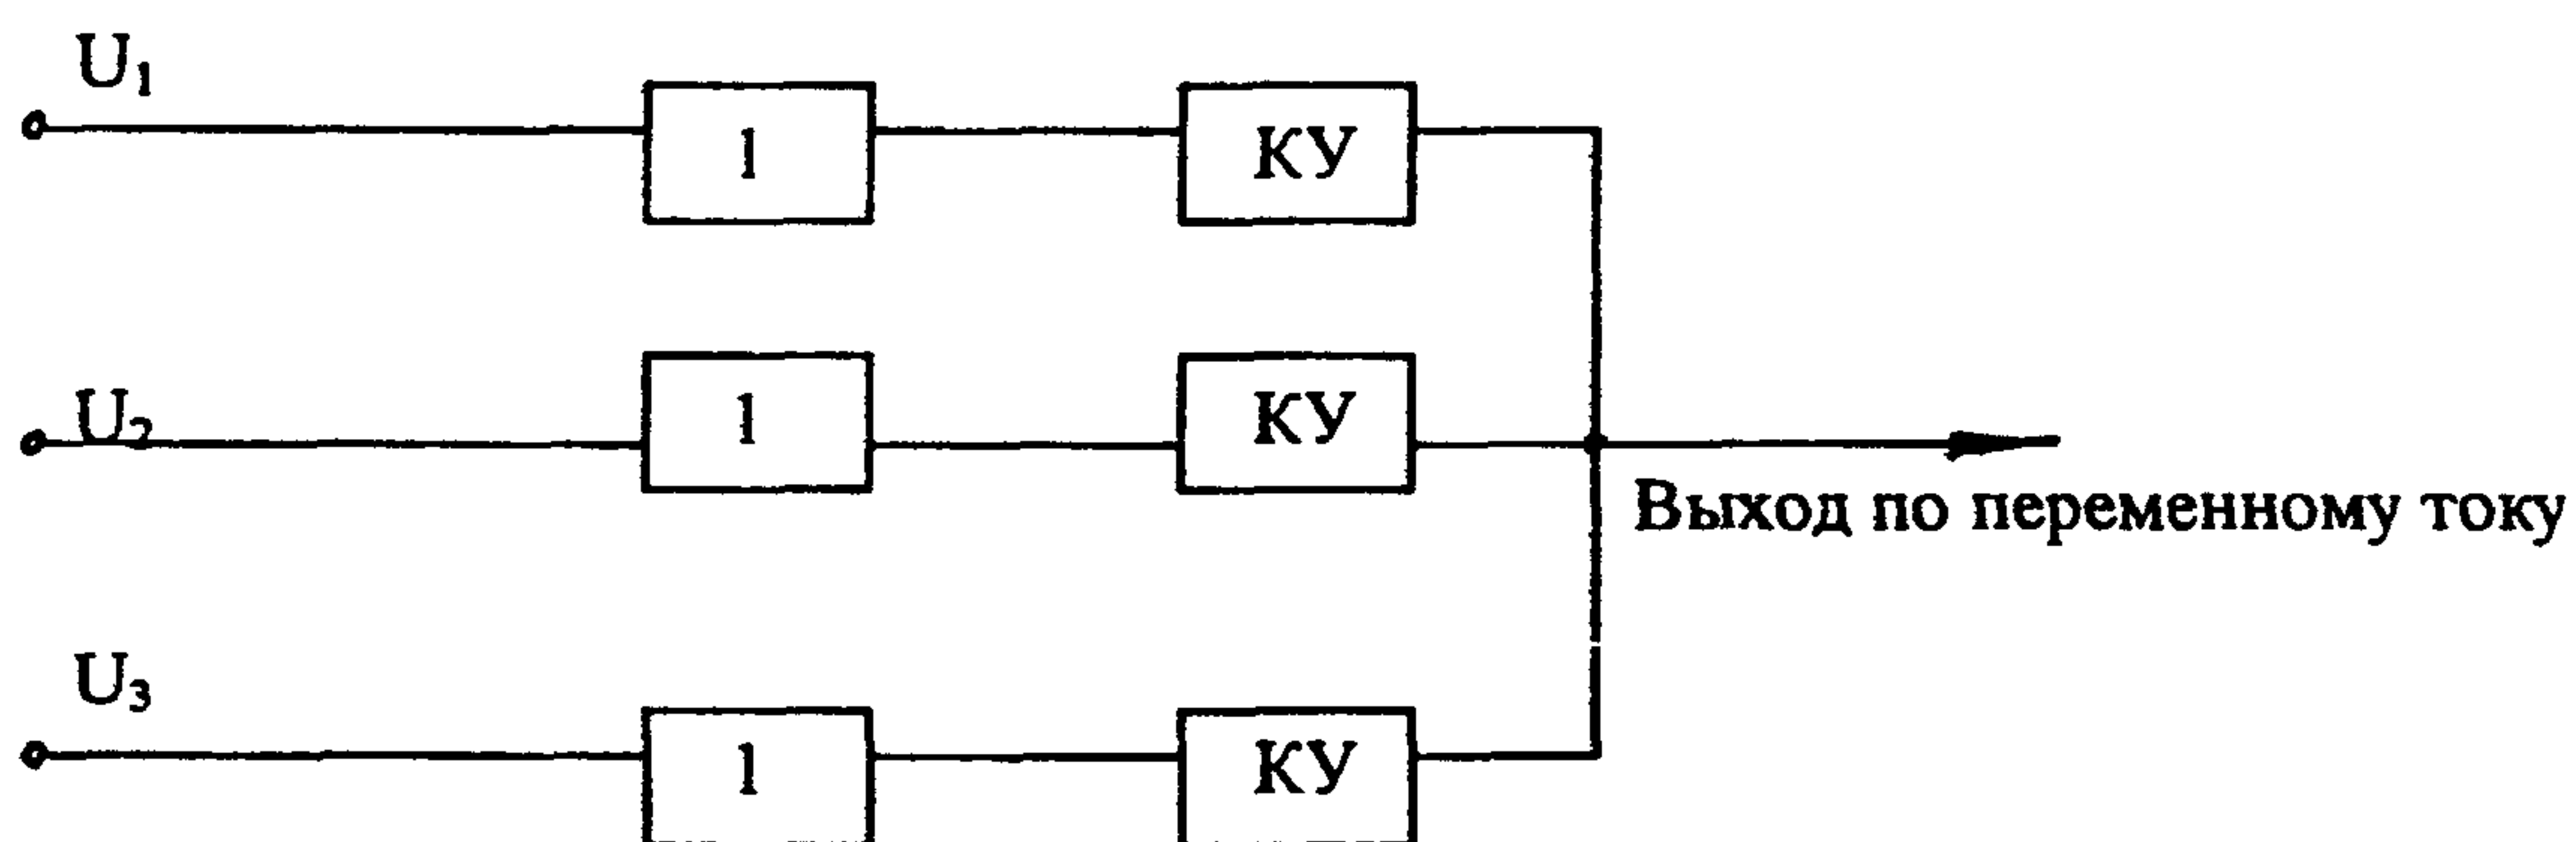 U₁
1 КУ
U₂
1 КУ
Выход по переменному току
U₃
1 КУ